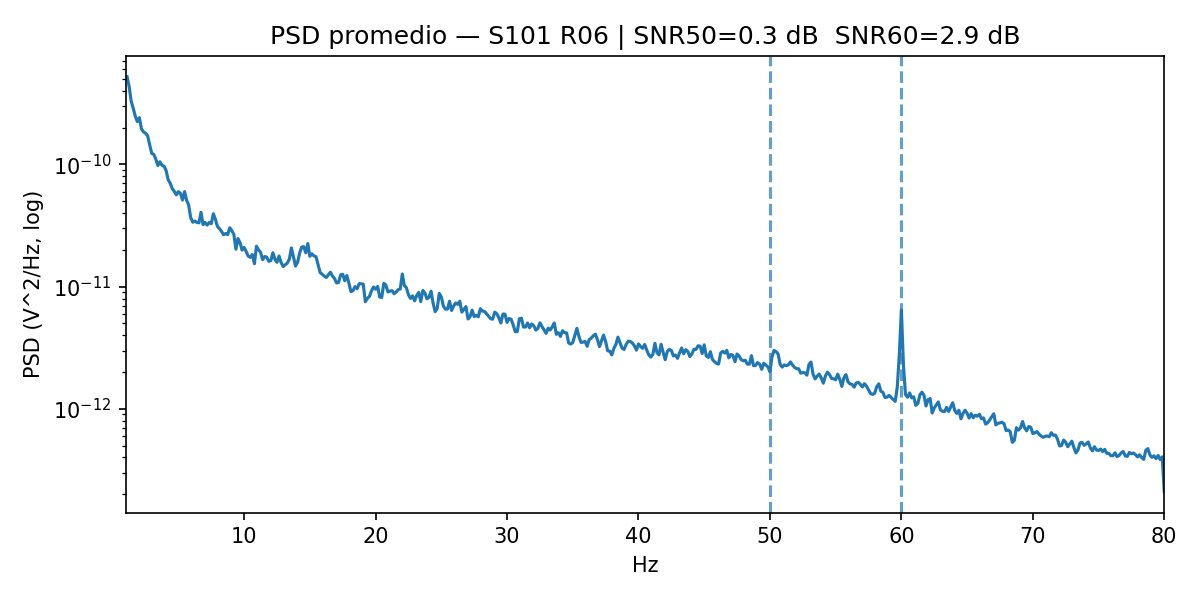 PSD promedio — S101 R06 | SNR50=0.3 dB  SNR60=2.9 dB
PSD (V^2/Hz, log)
10⁻¹⁰
10⁻¹¹
10⁻¹²
10 20 30 40 50 60 70 80
Hz